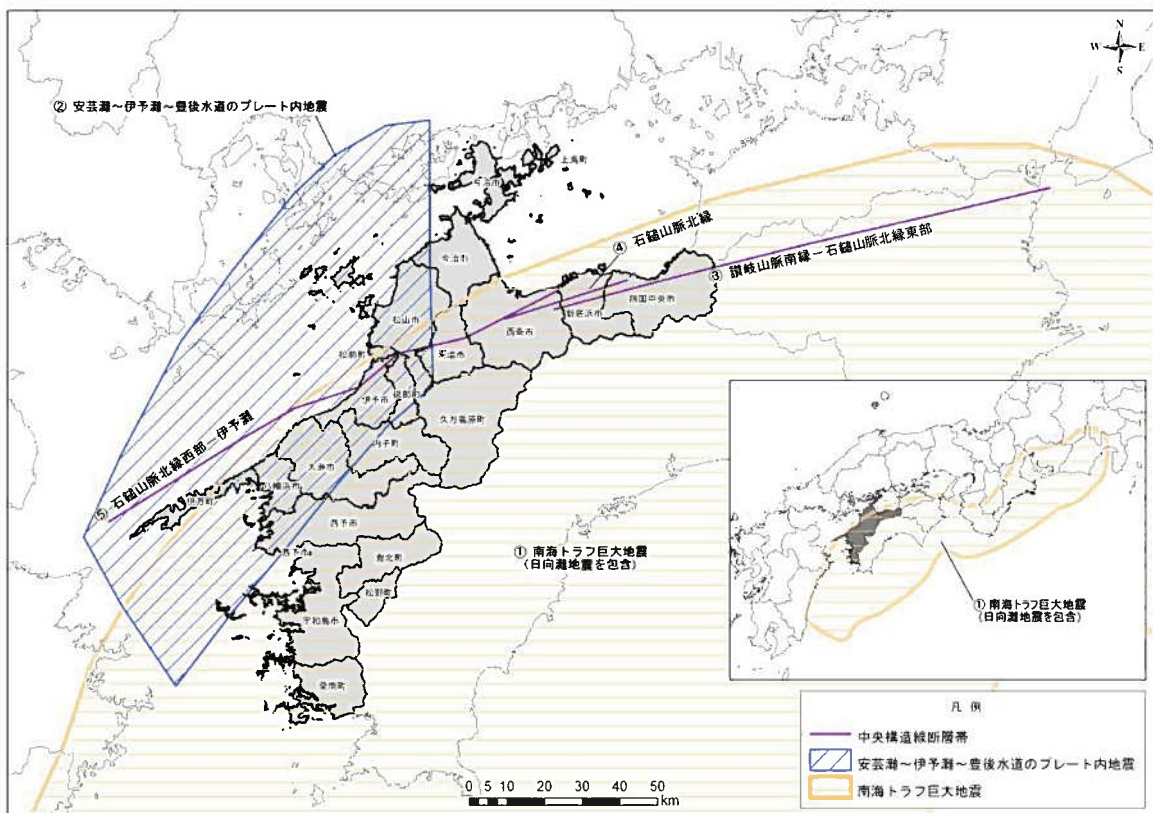 N
W E
S
② 安芸灘~伊予灘~豊後水道のプレート内地震
上島町
今治市
④ 石鎚山脈北縁
③ 讃岐山脈南縁-石鎚山脈北縁東部
今治市
四国中央市
新居浜市
松山市
西条市
松前町
東温市
伊予市
砥部町
久万高原町
内子町
⑤ 石鎚山脈北縁西部-伊予灘
大洲市
八幡浜市
伊方町
西予市
西予市
① 南海トラフ巨大地震
(日向灘地震を包含)
鬼北町
松野町
宇和島市
愛南町
① 南海トラフ巨大地震
(日向灘地震を包含)
凡 例
中央構造線断層帯
安芸灘~伊予灘~豊後水道のプレート内地震
南海トラフ巨大地震
0 5 10 20 30 40 50
km